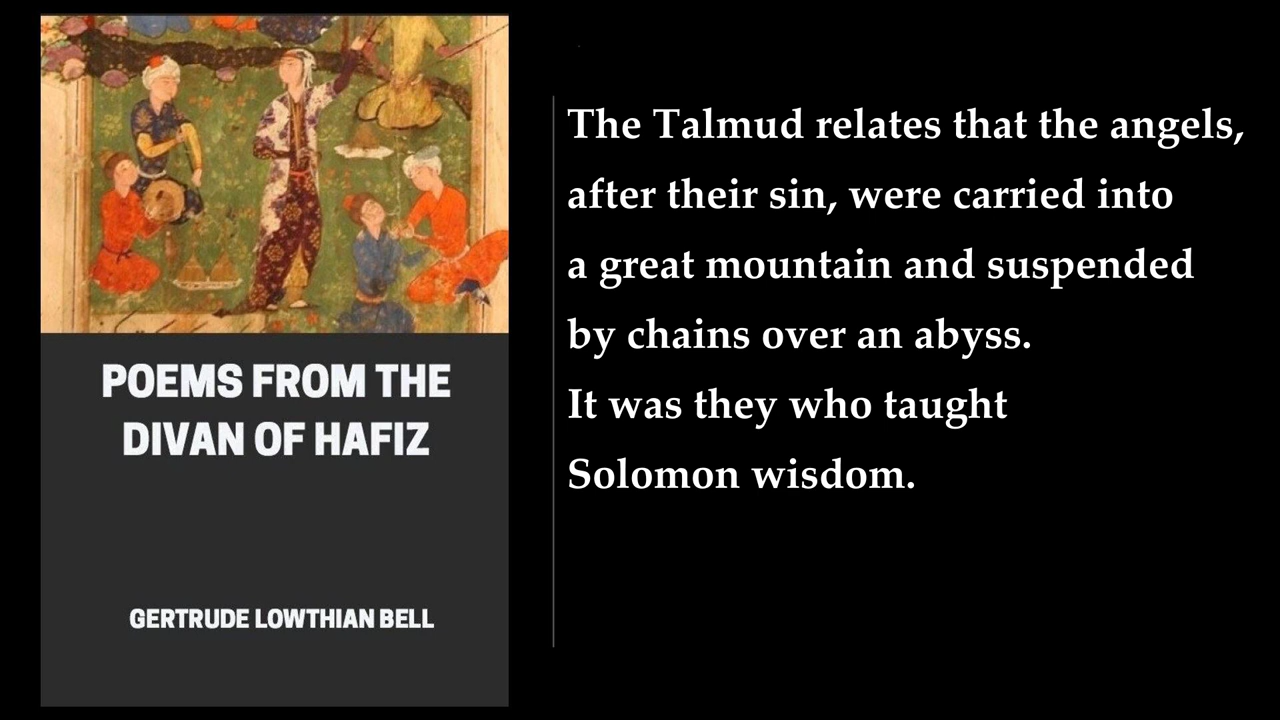 POEMS FROM THE
DIVAN OF HAFIZ
GERTRUDE LOWTHIAN BELL
The Talmud relates that the angels,
after their sin, were carried into
a great mountain and suspended
by chains over an abyss.
It was they who taught
Solomon wisdom.